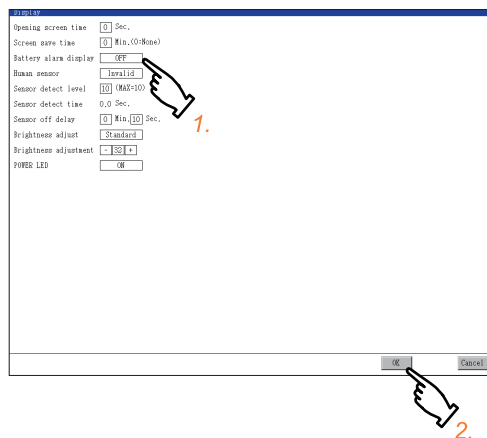 Display
Opening screen time 0 Sec.
Screen save time 0 Min.(0=None)
Battery alarm display OFF
Human sensor Invalid
Sensor detect level 10 (MAX=10)
Sensor detect time 0.0 Sec.
Sensor off delay 0 Min. 10 Sec.
Brightness adjust Standard
Brightness adjustment - 32 +
POWER LED ON
1.
OK Cancel
2.